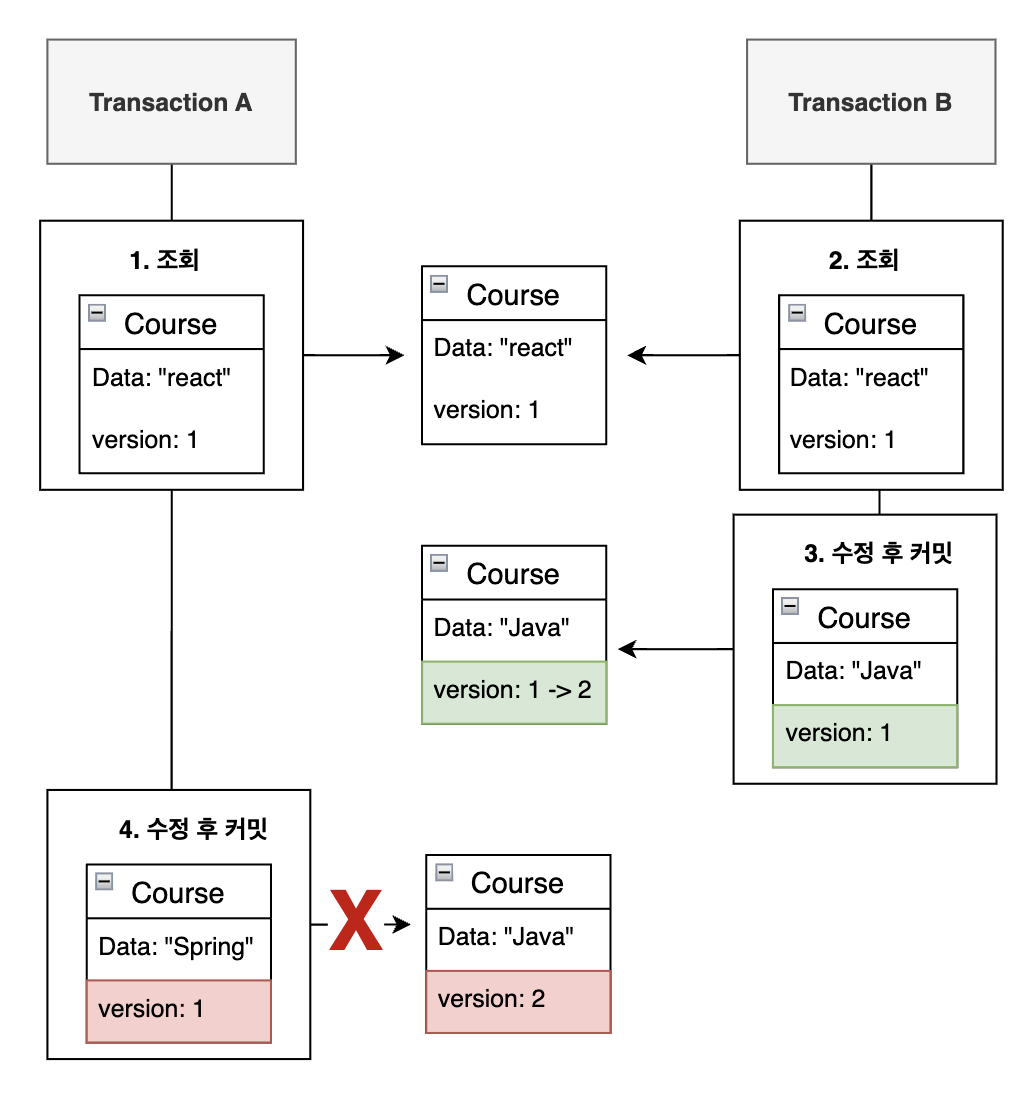 Transaction A
Transaction B
1. 조회
Course
Data: "react"
version: 1
Course
Data: "react"
version: 1
2. 조회
Course
Data: "react"
version: 1
3. 수정 후 커밋
Course
Data: "Java"
version: 1
Course
Data: "Java"
version: 1 -> 2
4. 수정 후 커밋
Course
Data: "Spring"
version: 1
X
Course
Data: "Java"
version: 2